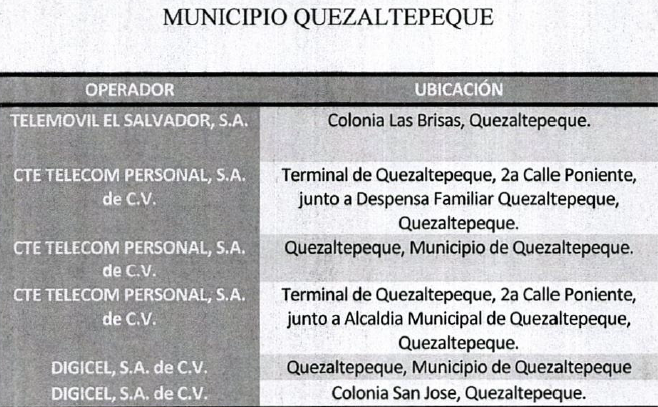 MUNICIPIO QUEZALTEPEQUE
OPERADOR UBICACIÓN
TELEMOVIL EL SALVADOR, S.A. Colonia Las Brisas, Quezaltepeque.
CTE TELECOM PERSONAL, S.A. Terminal de Quezaltepeque, 2a Calle Poniente,
de C.V. junto a Despensa Familiar Quezaltepeque,
Quezaltepeque.
CTE TELECOM PERSONAL, S.A. Quezaltepeque, Municipio de Quezaltepeque.
de C.V.
CTE TELECOM PERSONAL, S.A. Terminal de Quezaltepeque, 2a Calle Poniente,
de C.V. junto a Alcaldia Municipal de Quezaltepeque,
Quezaltepeque.
DIGICEL, S.A. de C.V. Quezaltepeque, Municipio de Quezaltepeque
DIGICEL, S.A. de C.V. Colonia San Jose, Quezaltepeque.